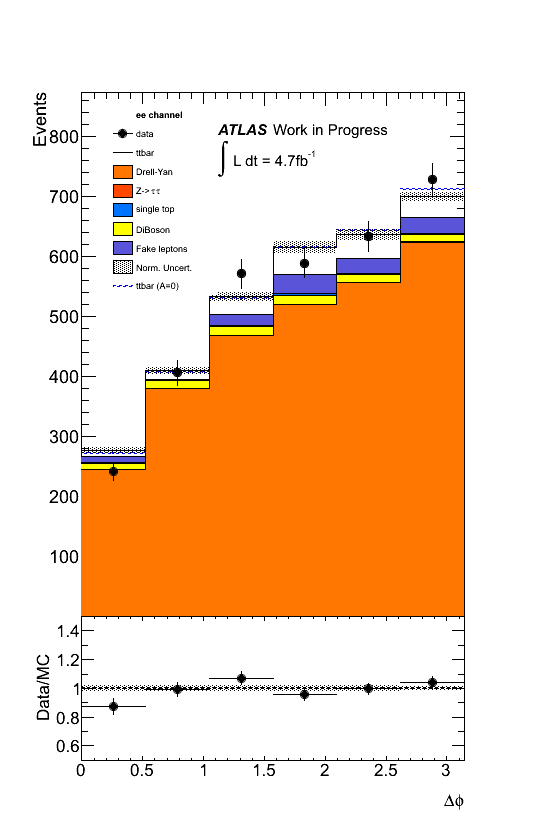 Events
800
700
600
500
400
300
200
100
ee channel
data
ttbar
Drell-Yan
Z->ττ
single top
DiBoson
Fake leptons
Norm. Uncert.
ttbar (A=0)
ATLAS Work in Progress
∫ L dt = 4.7fb⁻¹
Data/MC
1.4
1.2
1
0.8
0.6
0 0.5 1 1.5 2 2.5 3
Δϕ